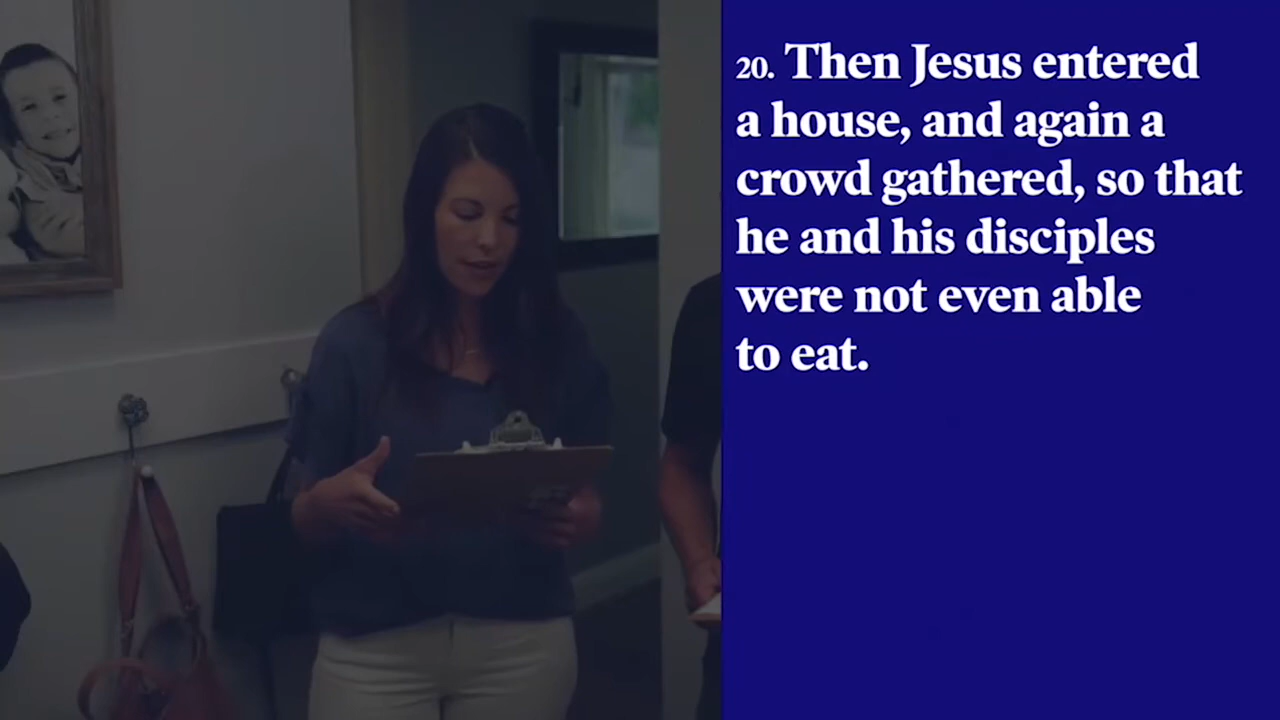 20. Then Jesus entered
a house, and again a
crowd gathered, so that
he and his disciples
were not even able
to eat.